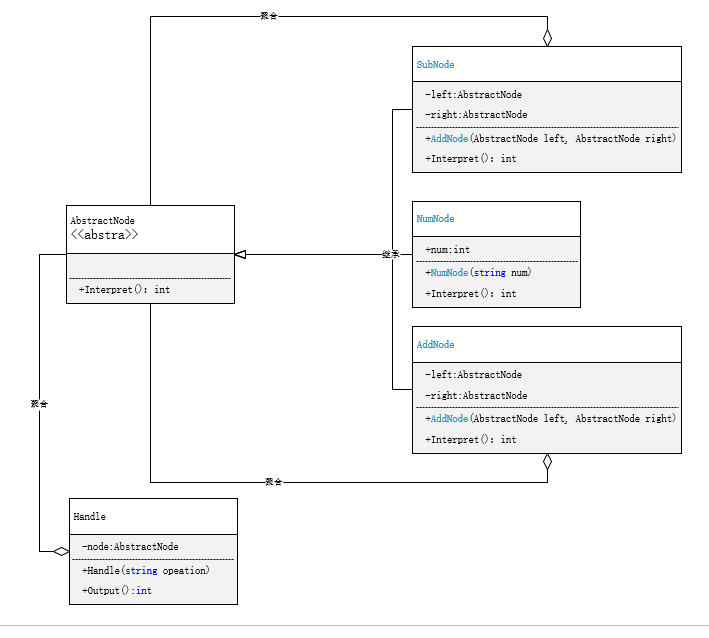 聚合
SubNode
-left:AbstractNode
-right:AbstractNode
+AddNode(AbstractNode left, AbstractNode right)
+Interpret(): int
AbstractNode
<<abstra>>
+Interpret(): int
继承
NumNode
+num:int
+NumNode(string num)
+Interpret(): int
AddNode
-left:AbstractNode
-right:AbstractNode
+AddNode(AbstractNode left, AbstractNode right)
+Interpret(): int
聚合
聚合
Handle
-node:AbstractNode
+Handle(string opeation)
+Output():int